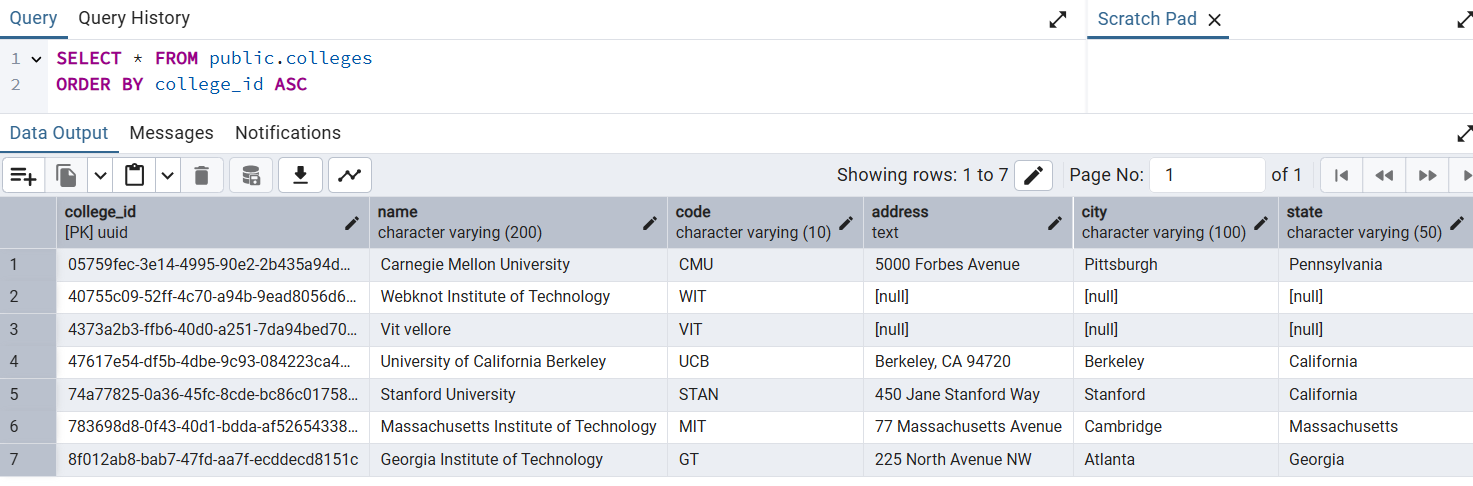 Query Query History Scratch Pad
1 SELECT * FROM public.colleges
2 ORDER BY college_id ASC
Data Output Messages Notifications
Showing rows: 1 to 7 Page No: 1 of 1
college_id name code address city state
[PK] uuid character varying (200) character varying (10) text character varying (100) character varying (50)
1 05759fec-3e14-4995-90e2-2b435a94d... Carnegie Mellon University CMU 5000 Forbes Avenue Pittsburgh Pennsylvania
2 40755c09-52ff-4c70-a94b-9ead8056d6... Webknot Institute of Technology WIT [null] [null] [null]
3 4373a2b3-ffb6-40d0-a251-7da94bed70... Vit vellore VIT [null] [null] [null]
4 47617e54-df5b-4dbe-9c93-084223ca4... University of California Berkeley UCB Berkeley, CA 94720 Berkeley California
5 74a77825-0a36-45fc-8cde-bc86c01758... Stanford University STAN 450 Jane Stanford Way Stanford California
6 783698d8-0f43-40d1-bdda-af52654338... Massachusetts Institute of Technology MIT 77 Massachusetts Avenue Cambridge Massachusetts
7 8f012ab8-bab7-47fd-aa7f-ecddecd8151c Georgia Institute of Technology GT 225 North Avenue NW Atlanta Georgia